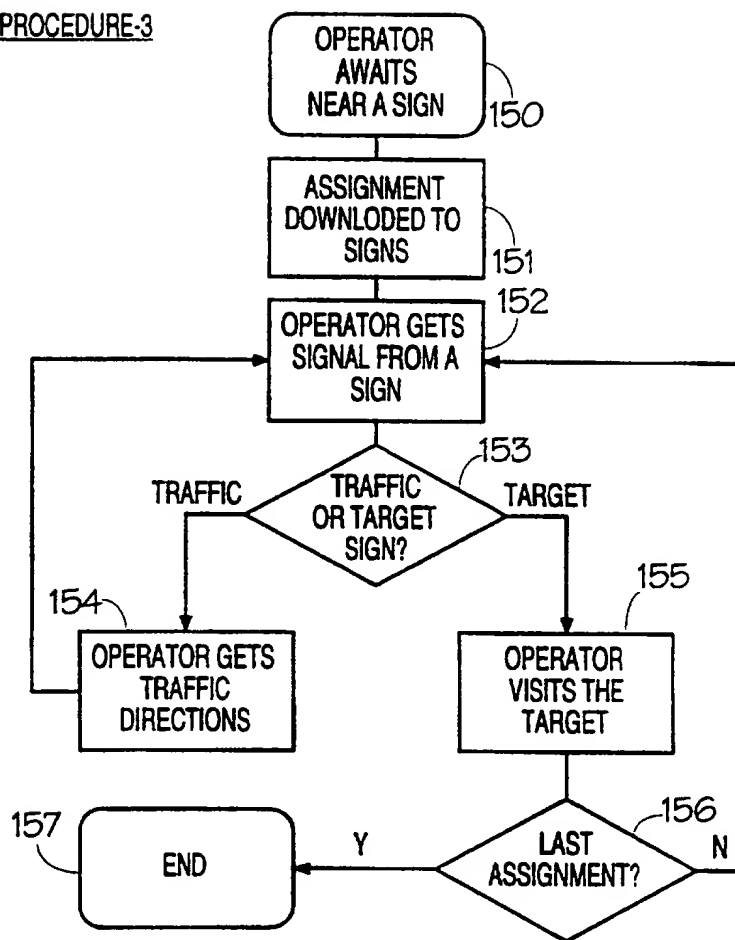 PROCEDURE-3
OPERATOR
AWAITS
NEAR A SIGN
150
ASSIGNMENT
DOWNLODED TO
SIGNS
151
152
OPERATOR GETS
SIGNAL FROM A
SIGN
153
TRAFFIC
TRAFFIC
OR TARGET
SIGN?
TARGET
154
OPERATOR GETS
TRAFFIC
DIRECTIONS
155
OPERATOR
VISITS THE
TARGET
156
LAST
ASSIGNMENT?
N
Y
157
END